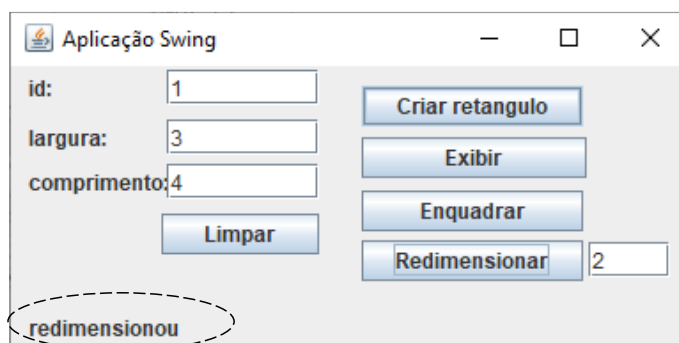 Aplicação Swing
id: 1
Criar retangulo
largura: 3
Exibir
comprimento: 4
Enquadrar
Limpar
Redimensionar 2
redimensionou